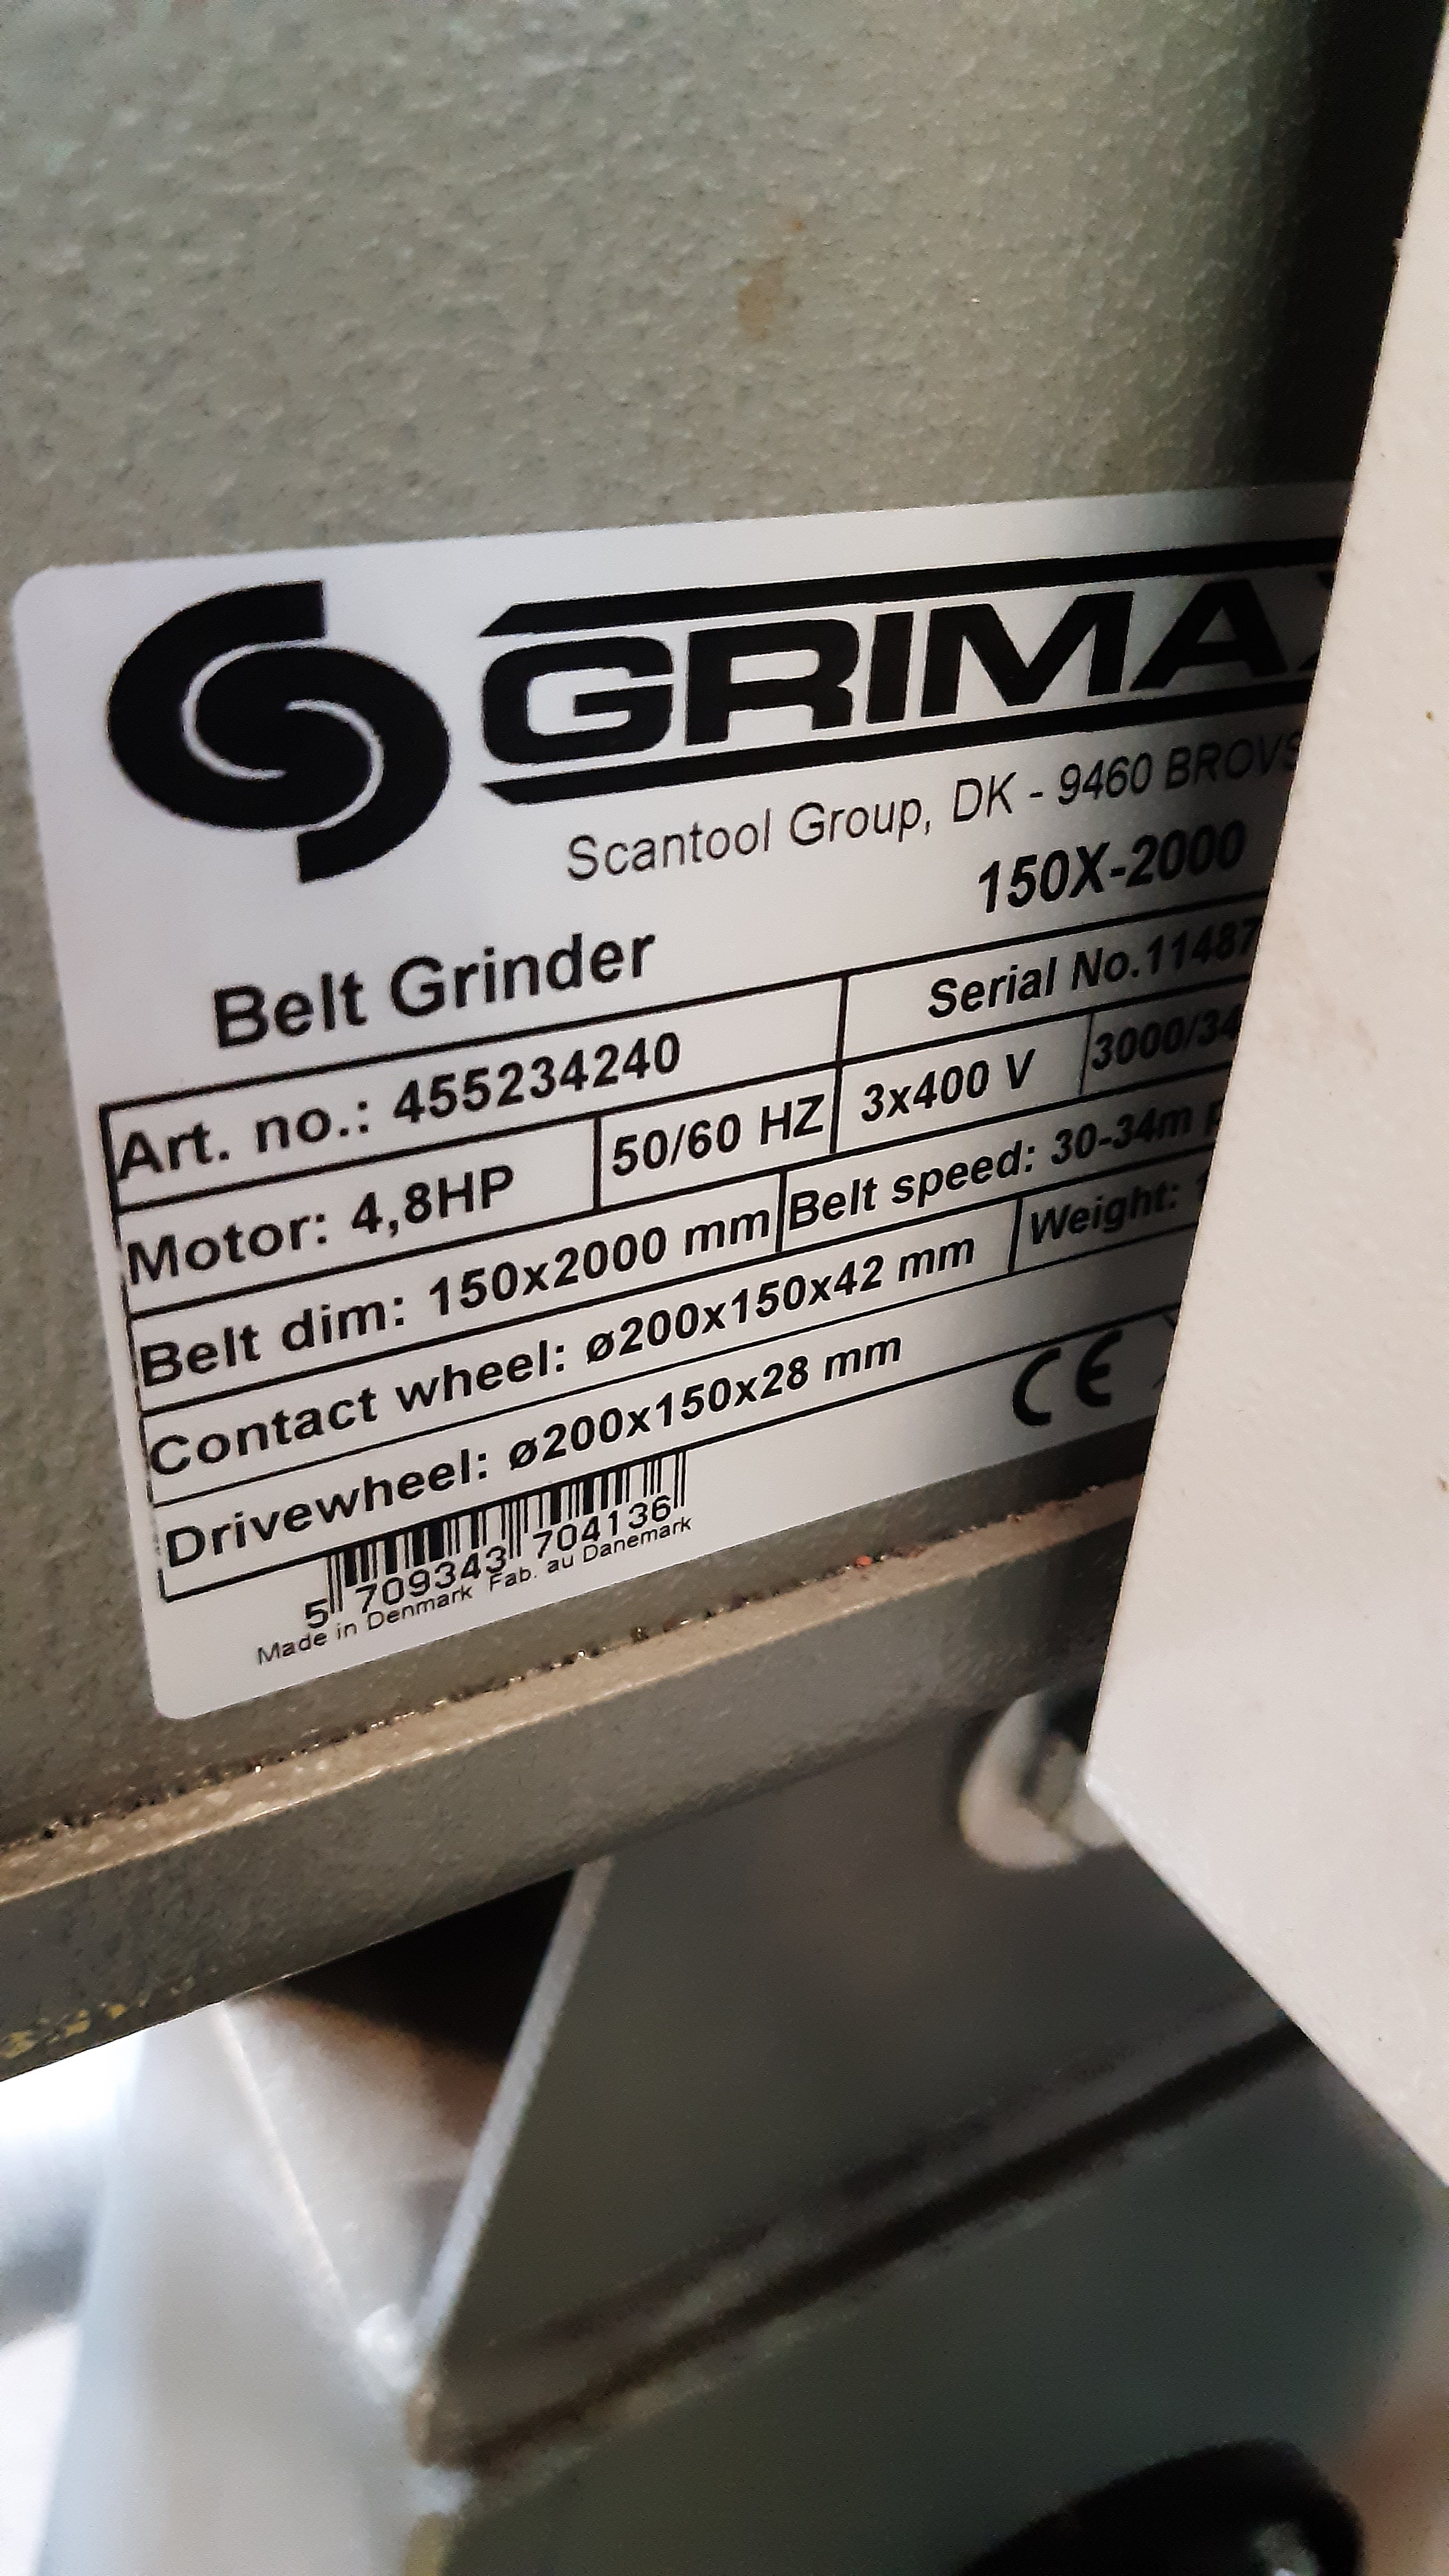 GRIMA
Scantool Group, DK - 9460 BROVS
150X-2000
Belt Grinder
Art. no.: 455234240 Serial No.11487
Motor: 4,8HP 50/60 HZ 3x400 V 3000/34
Belt dim: 150x2000 mm Belt speed: 30-34m
Contact wheel: ø200x150x42 mm Weight:
Drivewheel: ø200x150x28 mm
CE
5 709343 704136
Made in Denmark Fab. au Danemark